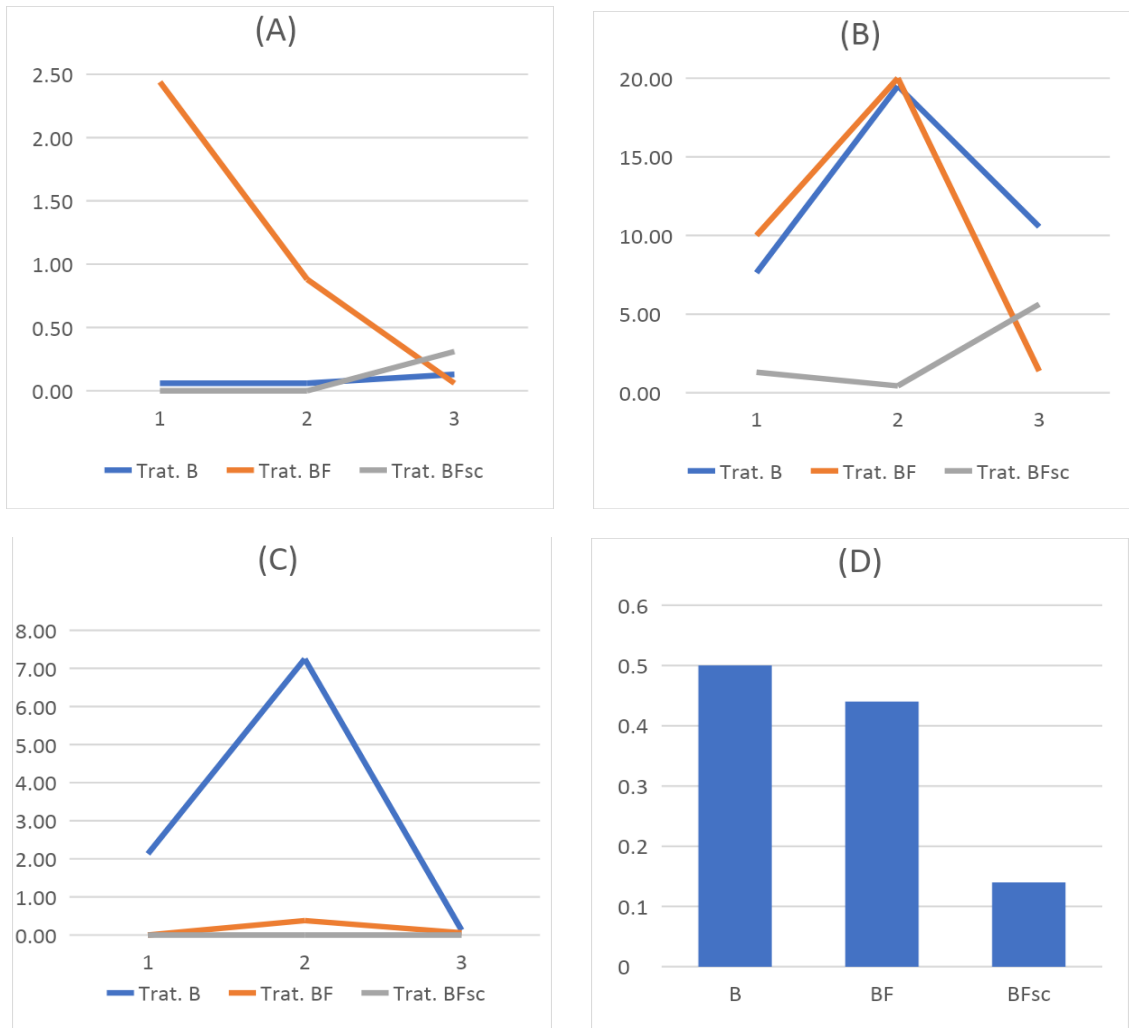 (A)
2.50
2.00
1.50
1.00
0.50
0.00
1 2 3
Trat. B Trat. BF Trat. BFsc
(B)
20.00
15.00
10.00
5.00
0.00
1 2 3
Trat. B Trat. BF Trat. BFsc
(C)
8.00
7.00
6.00
5.00
4.00
3.00
2.00
1.00
0.00
1 2 3
Trat. B Trat. BF Trat. BFsc
(D)
0.6
0.5
0.4
0.3
0.2
0.1
0
B BF BFsc